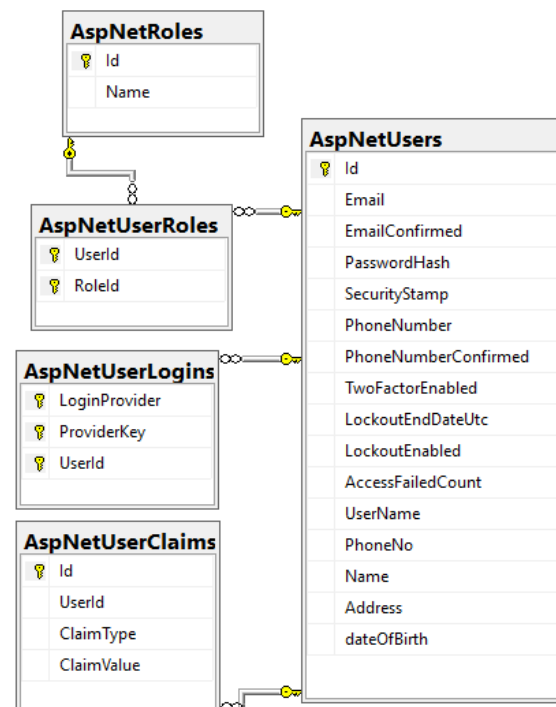 AspNetRoles
Id
Name
AspNetUserRoles
UserId
RoleId
AspNetUserLogins
LoginProvider
ProviderKey
UserId
AspNetUserClaims
Id
UserId
ClaimType
ClaimValue
AspNetUsers
Id
Email
EmailConfirmed
PasswordHash
SecurityStamp
PhoneNumber
PhoneNumberConfirmed
TwoFactorEnabled
LockoutEndDateUtc
LockoutEnabled
AccessFailedCount
UserName
PhoneNo
Name
Address
dateOfBirth